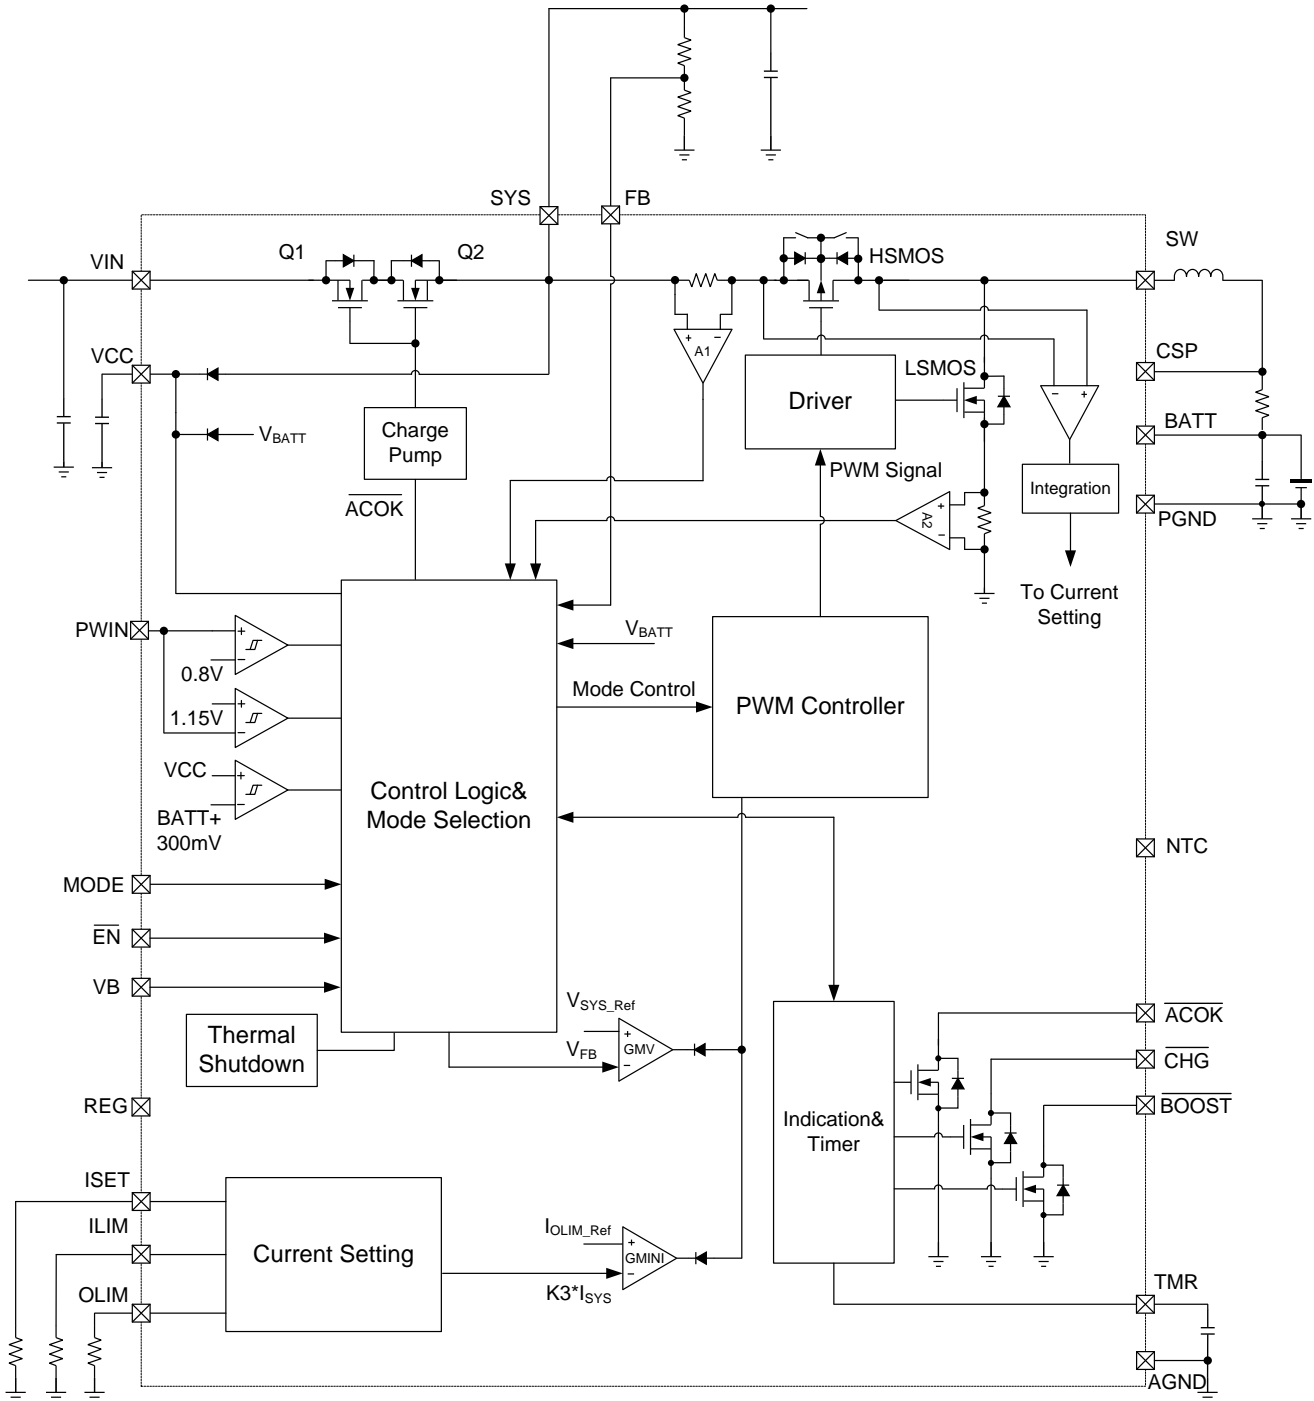 SYS
FB
VIN
Q1
Q2
HSMOS
SW
VCC
+
−
A1
LSMOS
CSP
Driver
−
+
BATT
VBATT
Charge
Pump
PWM Signal
Integration
ACOK
+
A2
−
PGND
To Current
Setting
PWIN
+
−
0.8V
VBATT
1.15V
+
−
Mode Control
PWM Controller
VCC
+
−
BATT+
300mV
Control Logic&
Mode Selection
NTC
MODE
EN
VB
VSYS_Ref
+
GMV
VFB
−
Thermal
Shutdown
ACOK
CHG
BOOST
REG
Indication&
Timer
ISET
ILIM
Current Setting
IOLIM_Ref
+
GMINI
−
K3*ISYS
OLIM
TMR
AGND